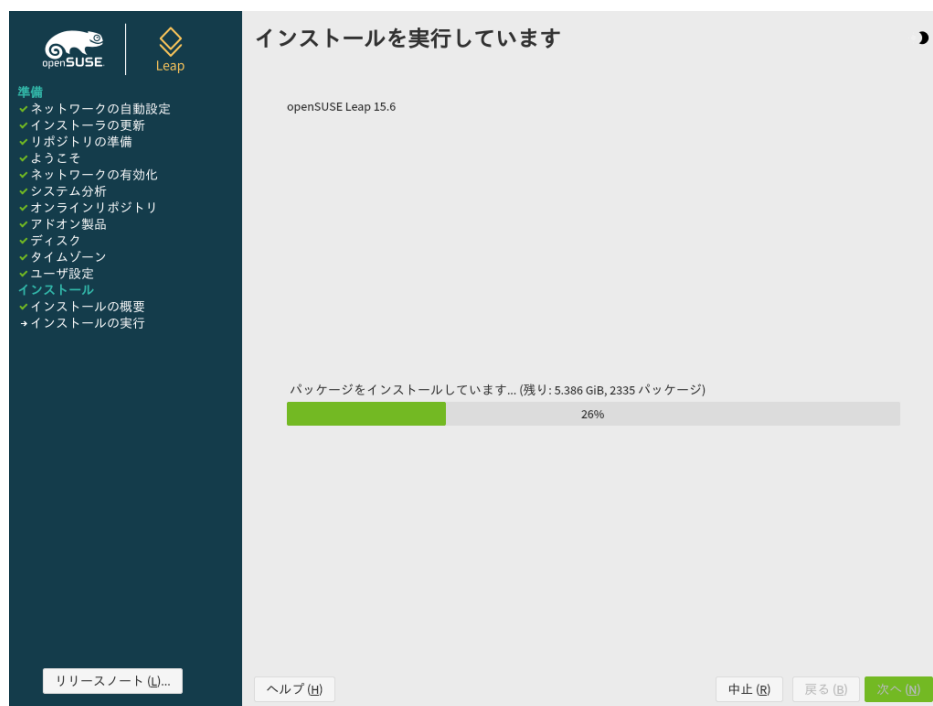 openSUSE
Leap
準備
ネットワークの自動設定
インストーラの更新
リポジトリの準備
ようこそ
ネットワークの有効化
システム分析
オンラインリポジトリ
アドオン製品
ディスク
タイムゾーン
ユーザ設定
インストール
インストールの概要
インストールの実行
リリースノート (L)...
インストールを実行しています
openSUSE Leap 15.6
パッケージをインストールしています... (残り: 5.386 GiB, 2335 パッケージ)
26%
ヘルプ (H)
中止 (R)
戻る (B)
次へ (N)